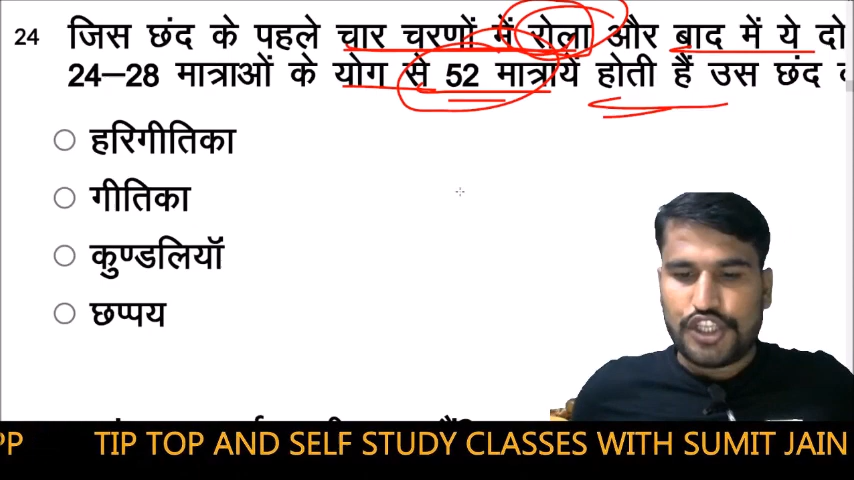 24 जिस छंद के पहले चार चरणों में रोला और बाद में ये दो
24–28 मात्राओं के योग से 52 मात्रायें होती हैं उस छंद
हरिगीतिका
गीतिका
कुण्डलियॉ
छप्पय
PP TIP TOP AND SELF STUDY CLASSES WITH SUMIT JAIN